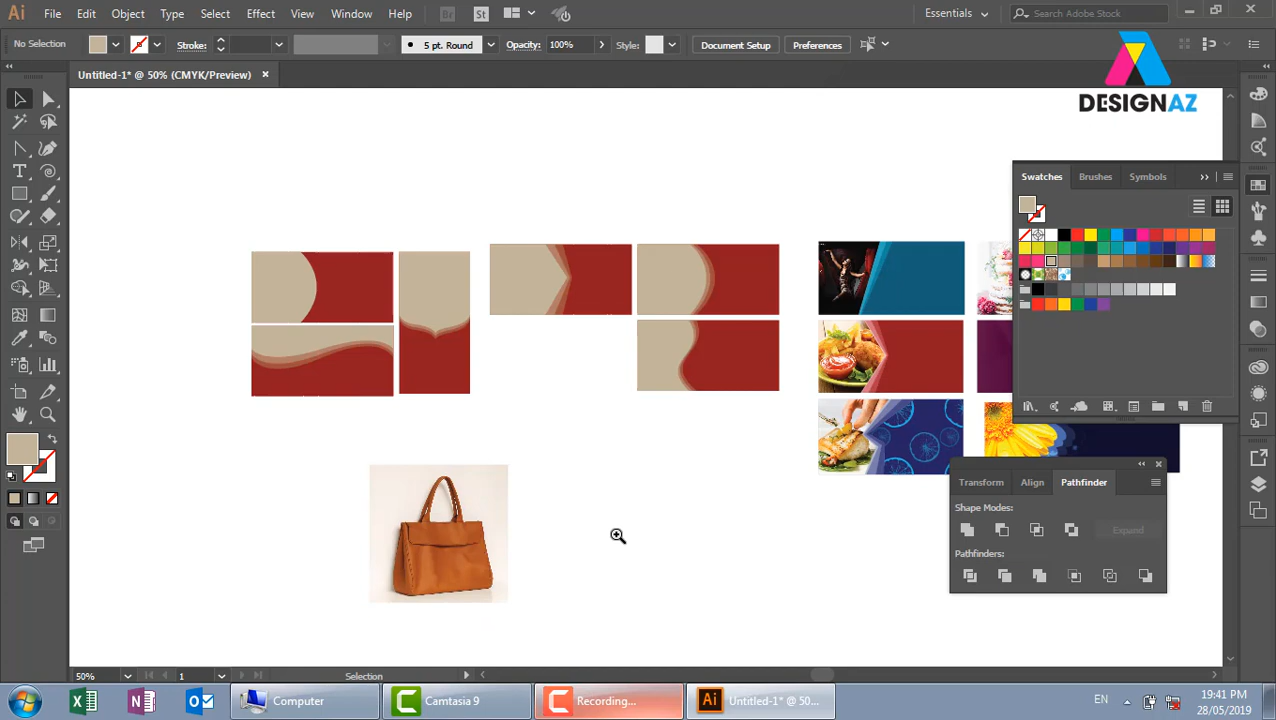 Ai File Edit Object Type Select Effect View Window Help Br St Essentials Search Adobe Stock
No Selection Stroke: 5 pt. Round Opacity: 100% Style: Document Setup Preferences
Untitled-1* @ 50% (CMYK/Preview)
DESIGNAZ
Swatches Brushes Symbols
Transform Align Pathfinder
Shape Modes:
Expand
Pathfinders:
50% 1 Selection
Computer Camtasia 9 Recording... Ai Untitled-1* @ 50... EN 19:41 PM
28/05/2019